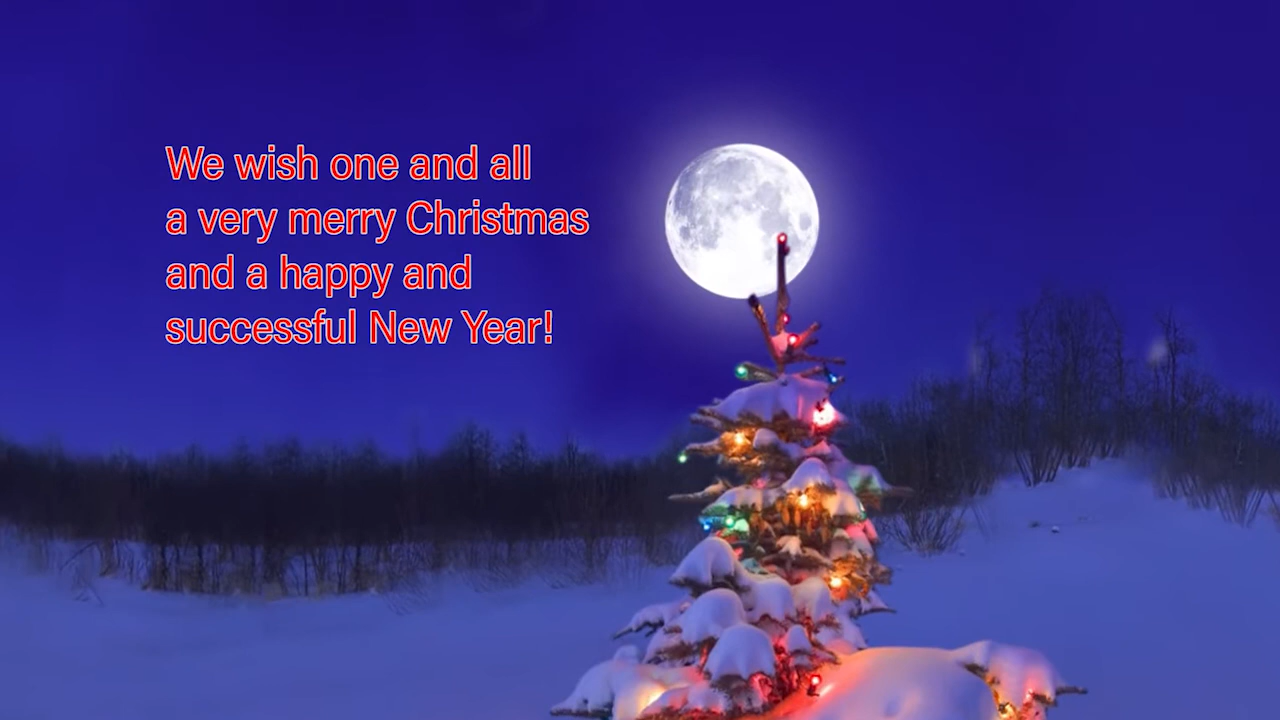 We wish one and all
a very merry Christmas
and a happy and
successful New Year!